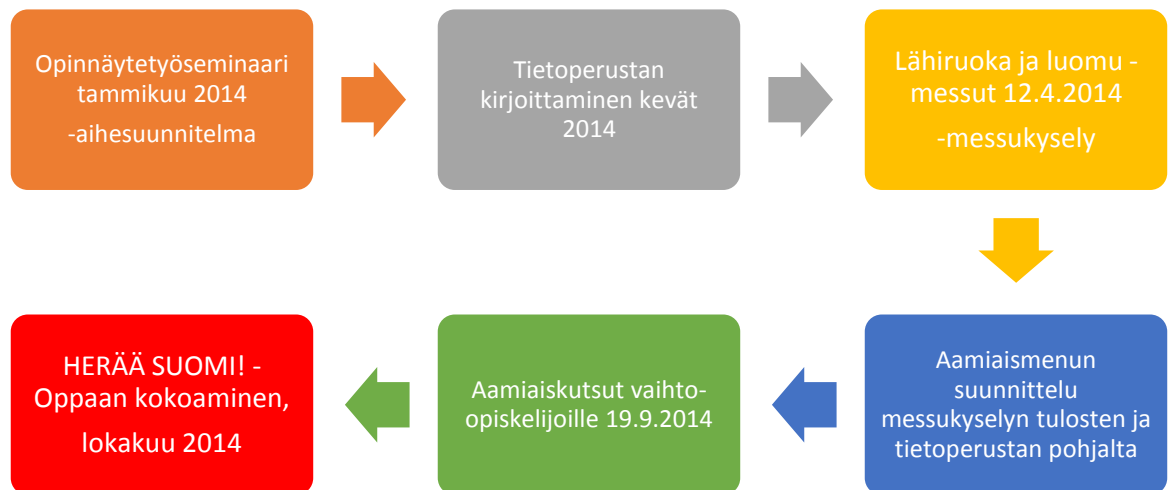 Opinnäytetyöseminaari
tammikuu 2014
-aihesuunnitelma
Tietoperustan
kirjoittaminen kevät
2014
Lähiruoka ja luomu -
messut 12.4.2014
-messukysely
Aamiaismenun
suunnittelu
messukyselyn tulosten ja
tietoperustan pohjalta
Aamiaiskutsut vaihto-
opiskelijoille 19.9.2014
HERÄÄ SUOMI! -
Oppaan kokoaminen,
lokakuu 2014